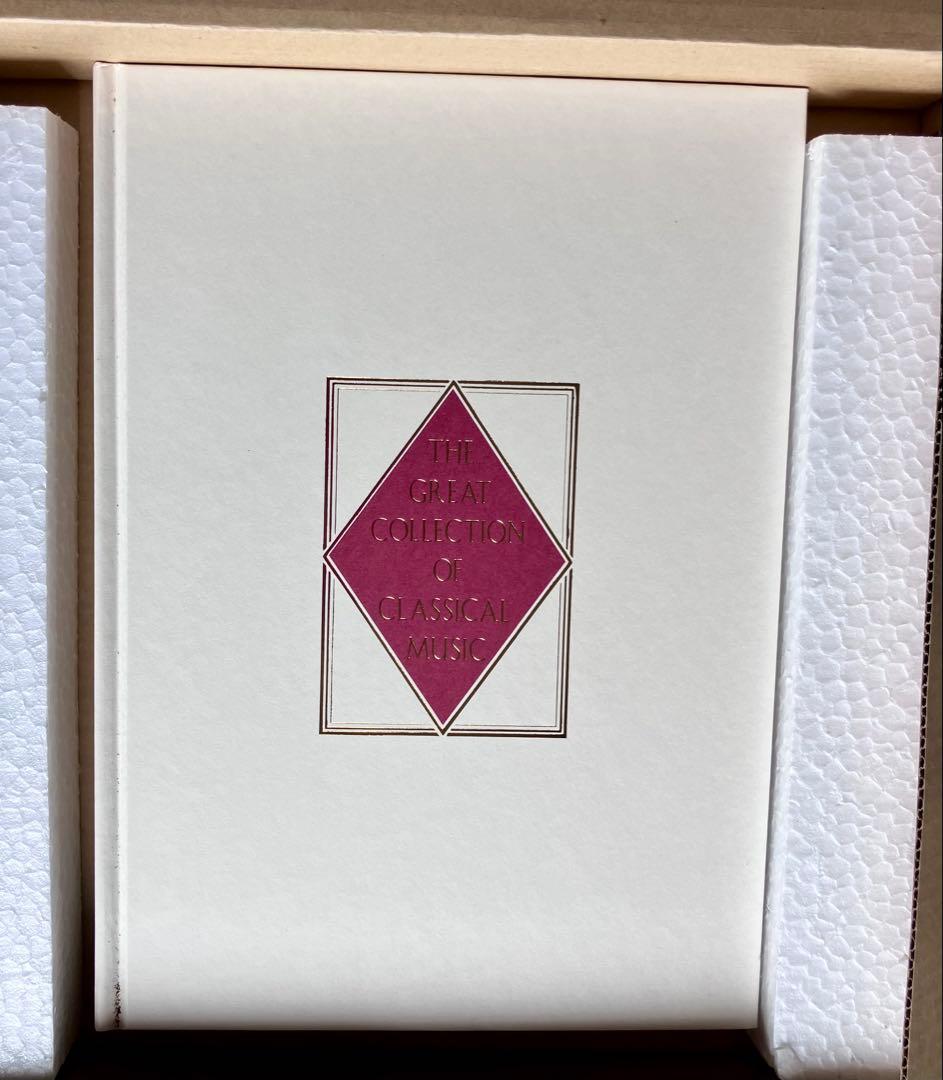 THE
GREAT
COLLECTION
OF
CLASSICAL
MUSIC